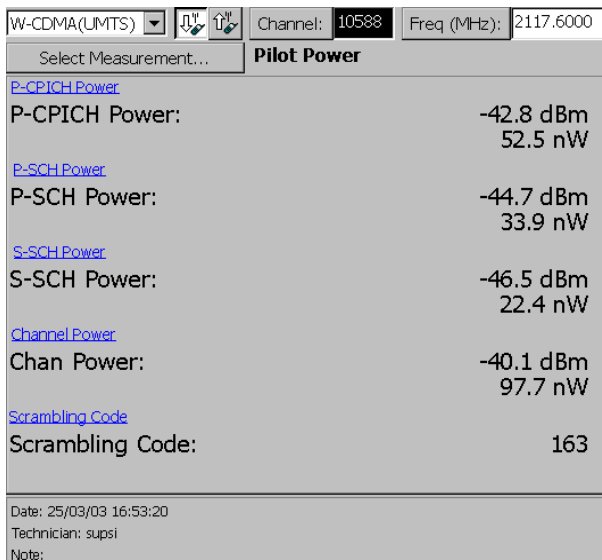 W-CDMA(UMTS) Channel: 10588 Freq (MHz): 2117.6000
Select Measurement... Pilot Power
P-CPICH Power
P-CPICH Power: -42.8 dBm
52.5 nW
P-SCH Power
P-SCH Power: -44.7 dBm
33.9 nW
S-SCH Power
S-SCH Power: -46.5 dBm
22.4 nW
Channel Power
Chan Power: -40.1 dBm
97.7 nW
Scrambling Code
Scrambling Code: 163
Date: 25/03/03 16:53:20
Technician: supsi
Note: